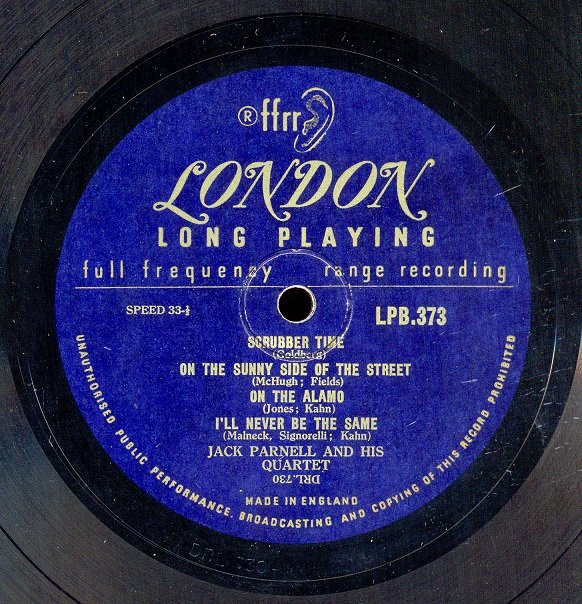 ®ffrr
LONDON
LONG PLAYING
full frequency range recording
SPEED 33-⅓
LPB.373
SCRUBBER TIME
(Goldberg)
ON THE SUNNY SIDE OF THE STREET
(McHugh; Fields)
ON THE ALAMO
(Jones; Kahn)
I'LL NEVER BE THE SAME
(Malneck, Signorelli; Kahn)
JACK PARNELL AND HIS
QUARTET
DRL.730
MADE IN ENGLAND
UNAUTHORISED PUBLIC PERFORMANCE, BROADCASTING AND COPYING OF THIS RECORD PROHIBITED